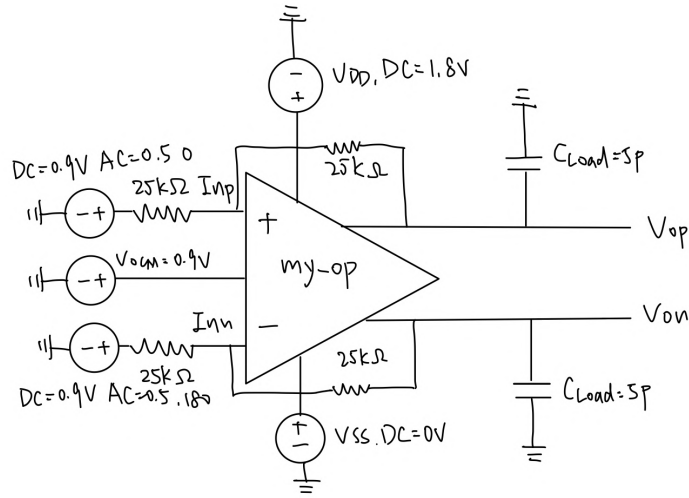 VDD, DC=1.8V
25kΩ
CLoad=5p
DC=0.9V AC=0.5 0
25kΩ Inp
+
Vop
VOCM=0.9V
my-op
Inn
−
Von
25kΩ
25kΩ
DC=0.9V AC=0.5, 180
CLoad=5p
VSS, DC=0V